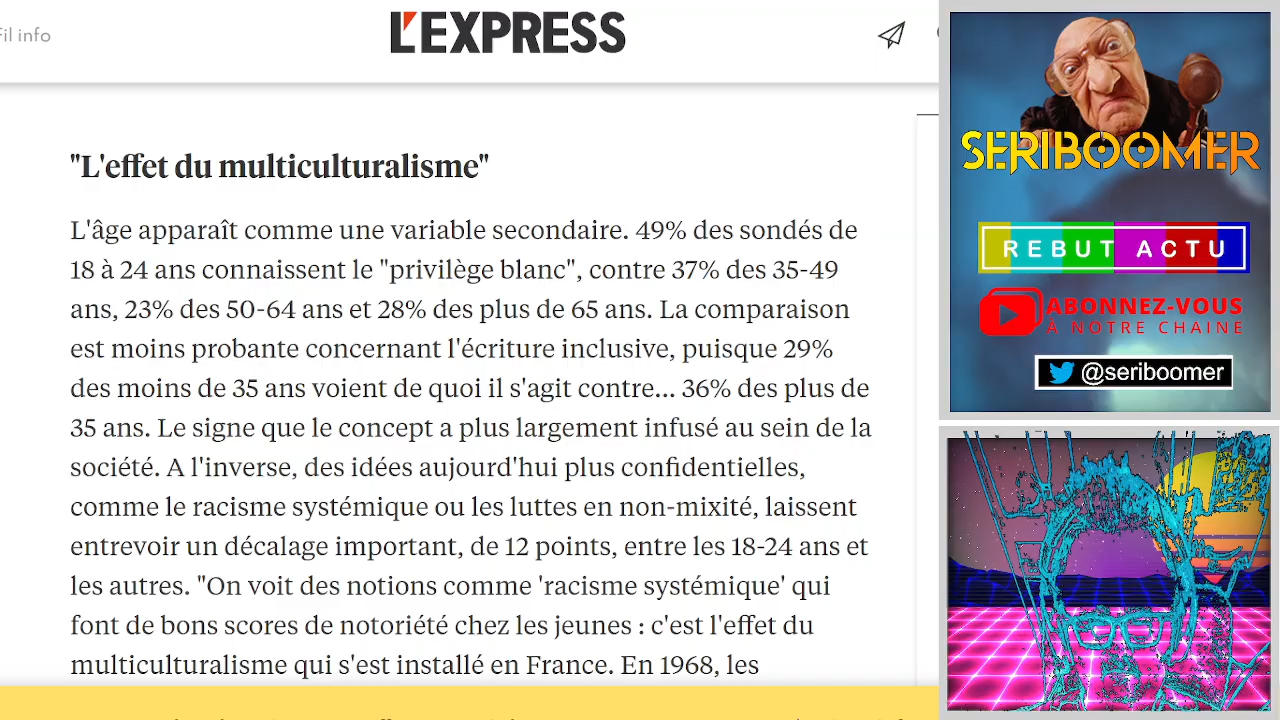 Fil info
L'EXPRESS
"L'effet du multiculturalisme"
L'âge apparaît comme une variable secondaire. 49% des sondés de
18 à 24 ans connaissent le "privilège blanc", contre 37% des 35-49
ans, 23% des 50-64 ans et 28% des plus de 65 ans. La comparaison
est moins probante concernant l'écriture inclusive, puisque 29%
des moins de 35 ans voient de quoi il s'agit contre... 36% des plus de
35 ans. Le signe que le concept a plus largement infusé au sein de la
société. A l'inverse, des idées aujourd'hui plus confidentielles,
comme le racisme systémique ou les luttes en non-mixité, laissent
entrevoir un décalage important, de 12 points, entre les 18-24 ans et
les autres. "On voit des notions comme 'racisme systémique' qui
font de bons scores de notoriété chez les jeunes : c'est l'effet du
multiculturalisme qui s'est installé en France. En 1968, les
SERIBOOMER
REBUT ACTU
ABONNEZ-VOUS
À NOTRE CHAINE
@seriboomer